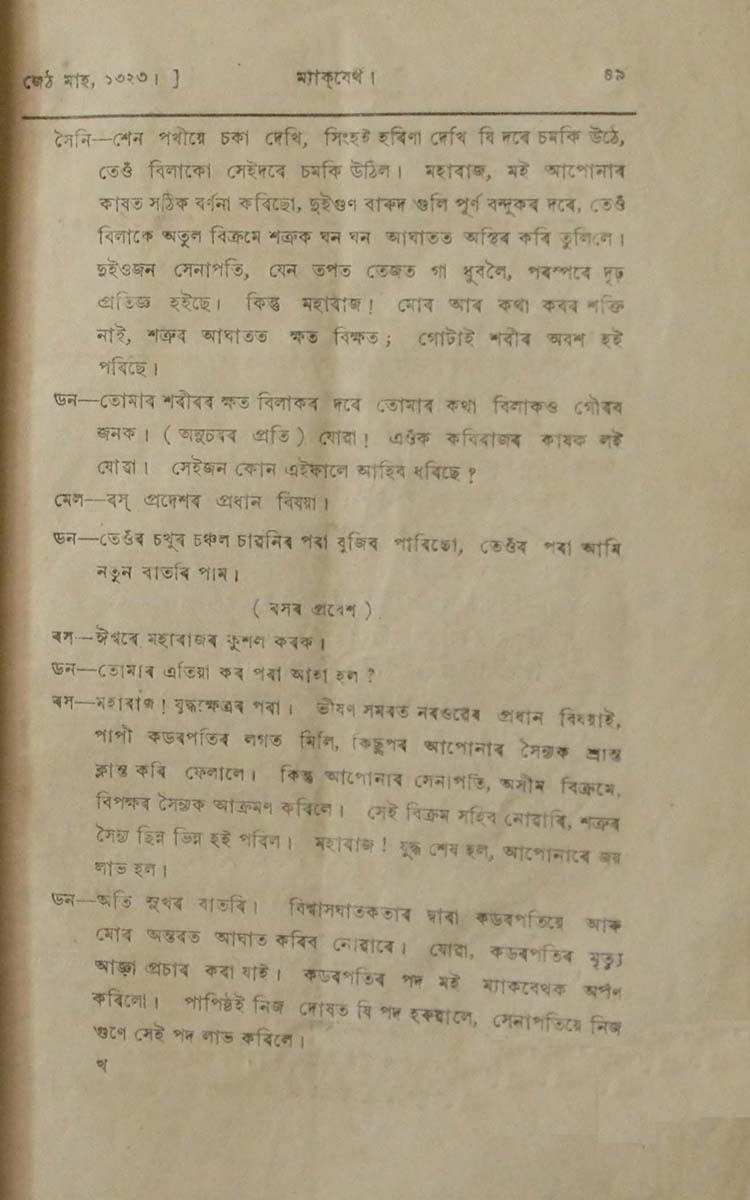 জেঠ মাহ, ১৩২৩। ] ম্যাক্‌বেথ। ৪৯
সৈনি—শেন পখীয়ে চকা দেখি, সিংহই হৰিণা দেখি যি দৰে চমকি উঠে,
তেওঁ বিলাকো সেইদৰে চমকি উঠিল। মহাৰাজ, মই আপোনাৰ
কাষত সঠিক বৰ্ণনা কৰিছো, দুইগুণ বাৰুদ গুলি পূৰ্ণ বন্দুকৰ দৰে, তেওঁ
বিলাকে অতুল বিক্ৰমে শত্ৰুক ঘন ঘন আঘাতত অস্থিৰ কৰি তুলিলে।
দুইওজন সেনাপতি, যেন তপত তেজত গা ধুবলৈ, পৰস্পৰে দৃঢ়
প্ৰতিজ্ঞ হইছে। কিন্তু মহাৰাজ! মোৰ আৰ কথা কবৰ শক্তি
নাই, শত্ৰুৰ আঘাতত ক্ষত বিক্ষত; গোটাই শৰীৰ অবশ হই
পৰিছে।
ডন—তোমাৰ শৰীৰৰ ক্ষত বিলাকৰ দৰে তোমাৰ কথা বিলাকও গৌৰব
জনক। (অনুচৰৰ প্ৰতি) যোৱা! এওঁক কবিৰাজৰ কাষক লই
যোৱা। সেইজন কোন এইফালে আহিব ধৰিছে?
মেল—ৰস্ প্ৰদেশৰ প্ৰধান বিষয়া।
ডন—তেওঁৰ চখুৰ চঞ্চল চাৱনিৰ পৰা বুজিব পাৰিছো, তেওঁৰ পৰা আমি
নতুন বাতৰি পাম।
(ৰসৰ প্ৰবেশ)
ৰস—ঈশ্বৰে মহাৰাজৰ কুশল কৰক।
ডন—তোমাৰ এতিয়া কৰ পৰা আহা হল?
ৰস—মহাৰাজ! যুদ্ধক্ষেত্ৰৰ পৰা। ভীষণ সমৰত নৰওৱেৰ প্ৰধান বিষয়াই,
পাপী কডৰপতিৰ লগত মিলি, কিছুপৰ আপোনাৰ সৈন্যক শ্ৰান্ত
ক্লান্ত কৰি ফেলালে। কিন্তু আপোনাৰ সেনাপতি, অসীম বিক্ৰমে,
বিপক্ষৰ সৈন্যক আক্ৰমণ কৰিলে। সেই বিক্ৰম সহিব নোৱাৰি, শত্ৰুৰ
সৈন্য ছিন্ন ভিন্ন হই পৰিল। মহাৰাজ! যুদ্ধ শেষ হল, আপোনাৰে জয়
লাভ হল।
ডন—অতি সুখৰ বাতৰি। বিশ্বাসঘাতকতাৰ দ্বাৰা কডৰপতিয়ে আৰু
মোৰ অন্তৰত আঘাত কৰিব নোৱাৰে। যোৱা, কডৰপতিৰ মৃত্যু
আজ্ঞা প্ৰচাৰ কৰা যাই। কডৰপতিৰ পদ মই ম্যাকবেথক অৰ্পণ
কৰিলো। পাপিষ্ঠই নিজ দোষত যি পদ হৰুৱালে, সেনাপতিয়ে নিজ
গুণে সেই পদ লাভ কৰিলে।
খ